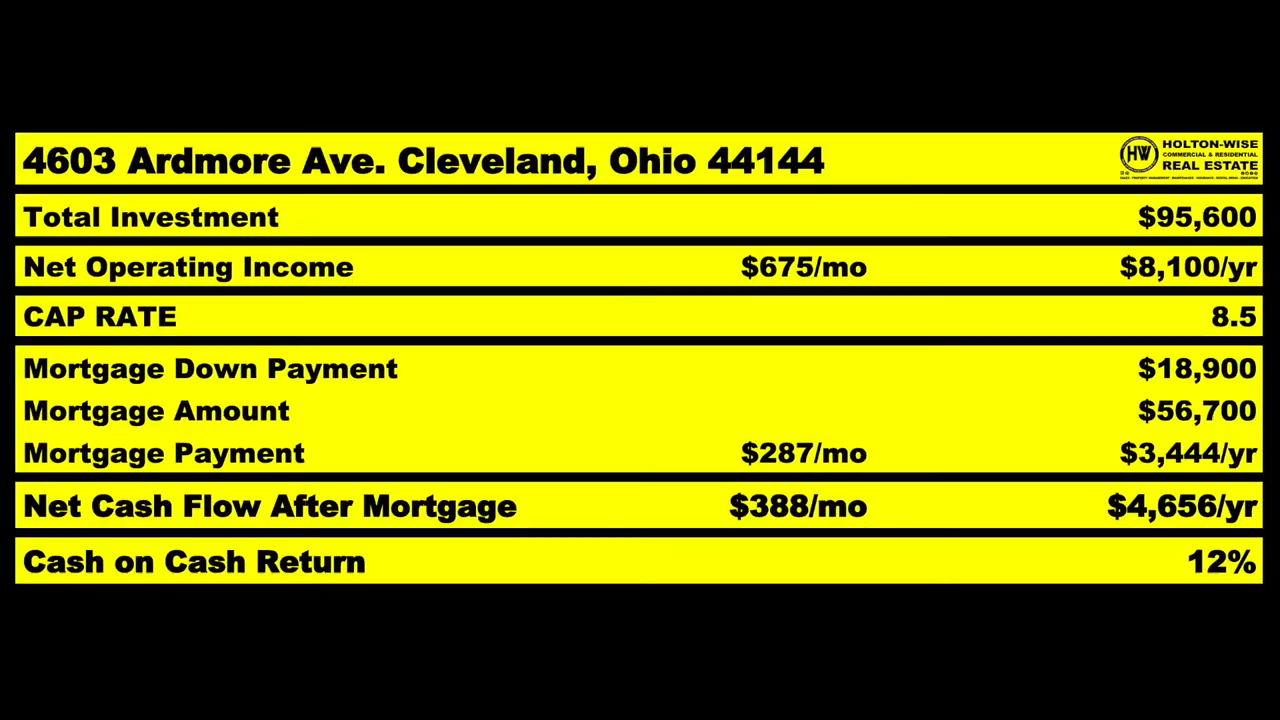 4603 Ardmore Ave. Cleveland, Ohio 44144
HW
HOLTON-WISE
COMMERCIAL & RESIDENTIAL
REAL ESTATE
Total Investment $95,600
Net Operating Income $675/mo $8,100/yr
CAP RATE 8.5
Mortgage Down Payment $18,900
Mortgage Amount $56,700
Mortgage Payment $287/mo $3,444/yr
Net Cash Flow After Mortgage $388/mo $4,656/yr
Cash on Cash Return 12%